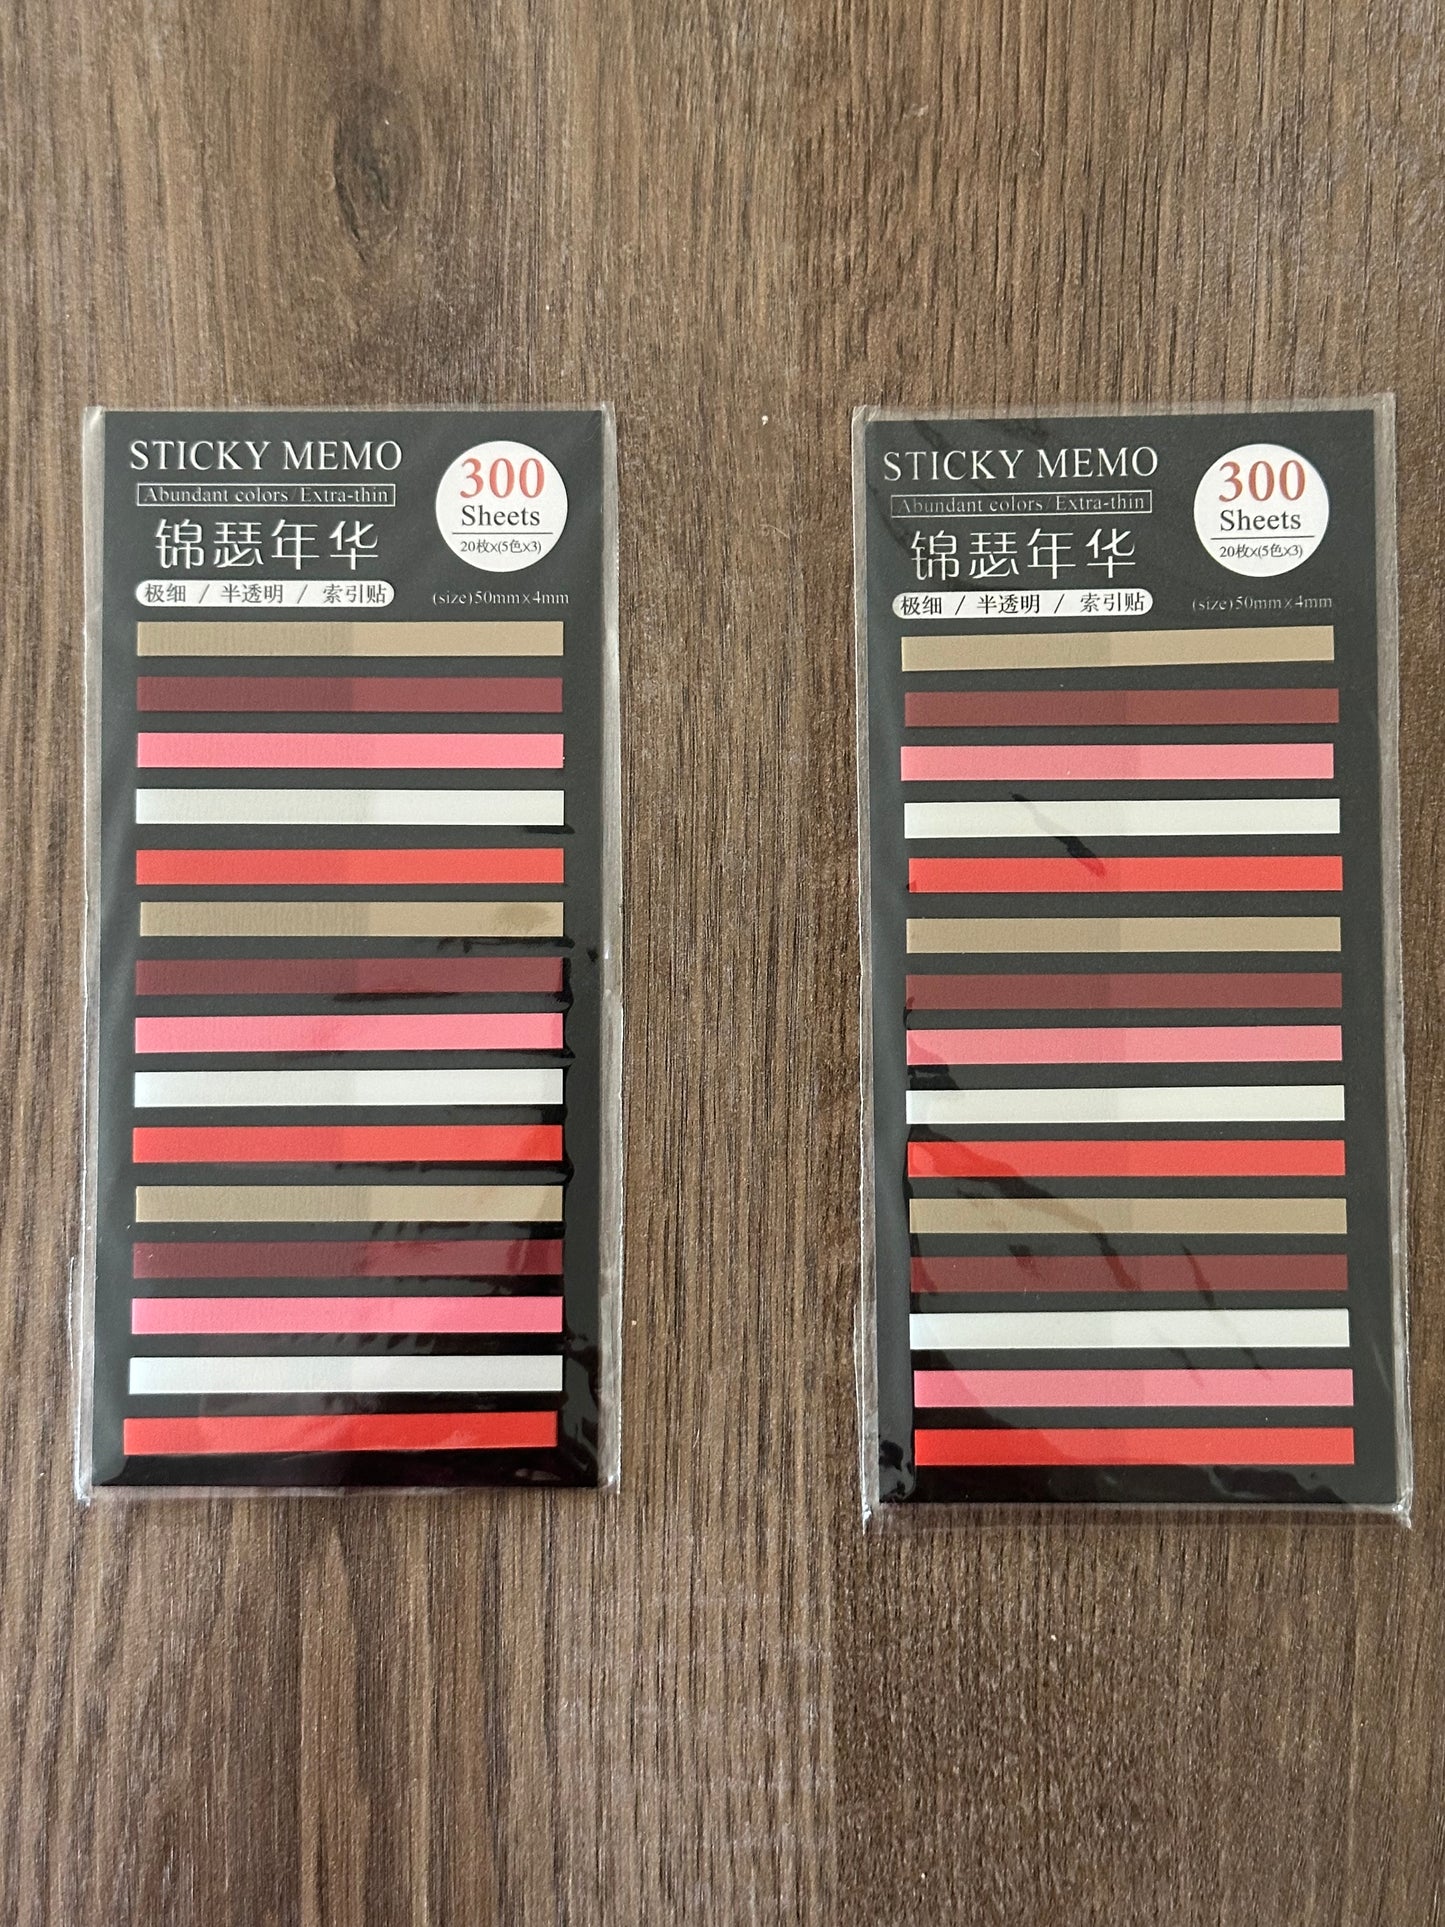 STICKY MEMO
Abundant colors/Extra-thin
锦瑟年华
极细 / 半透明 / 索引贴
300
Sheets
20枚x(5色x3)
(size)50mm×4mm
STICKY MEMO
Abundant colors/Extra-thin
锦瑟年华
极细 / 半透明 / 索引贴
300
Sheets
20枚x(5色x3)
(size)50mm×4mm